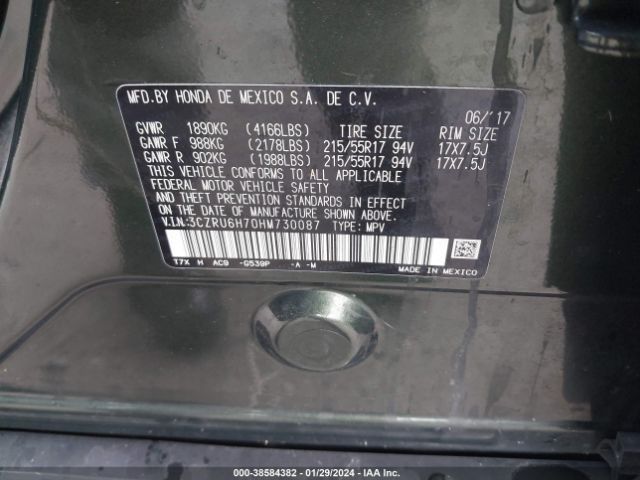 MFD.BY HONDA DE MEXICO S.A. DE C.V.
06/'17
GVWR 1890KG (4166LBS) TIRE SIZE RIM SIZE
GAWR F 988KG (2178LBS) 215/55R17 94V 17X7.5J
GAWR R 902KG (1988LBS) 215/55R17 94V 17X7.5J
THIS VEHICLE CONFORMS TO ALL APPLICABLE
FEDERAL MOTOR VEHICLE SAFETY
AND THEFT PREVENTION STANDARDS IN EFFECT
ON THE DATE OF MANUFACTURE SHOWN ABOVE.
V.I.N.:3CZRU6H70HM730087 TYPE: MPV
T7X H AC9 -G539P -A -M
MADE IN MEXICO
000-38584382 - 01/29/2024 - IAA Inc.